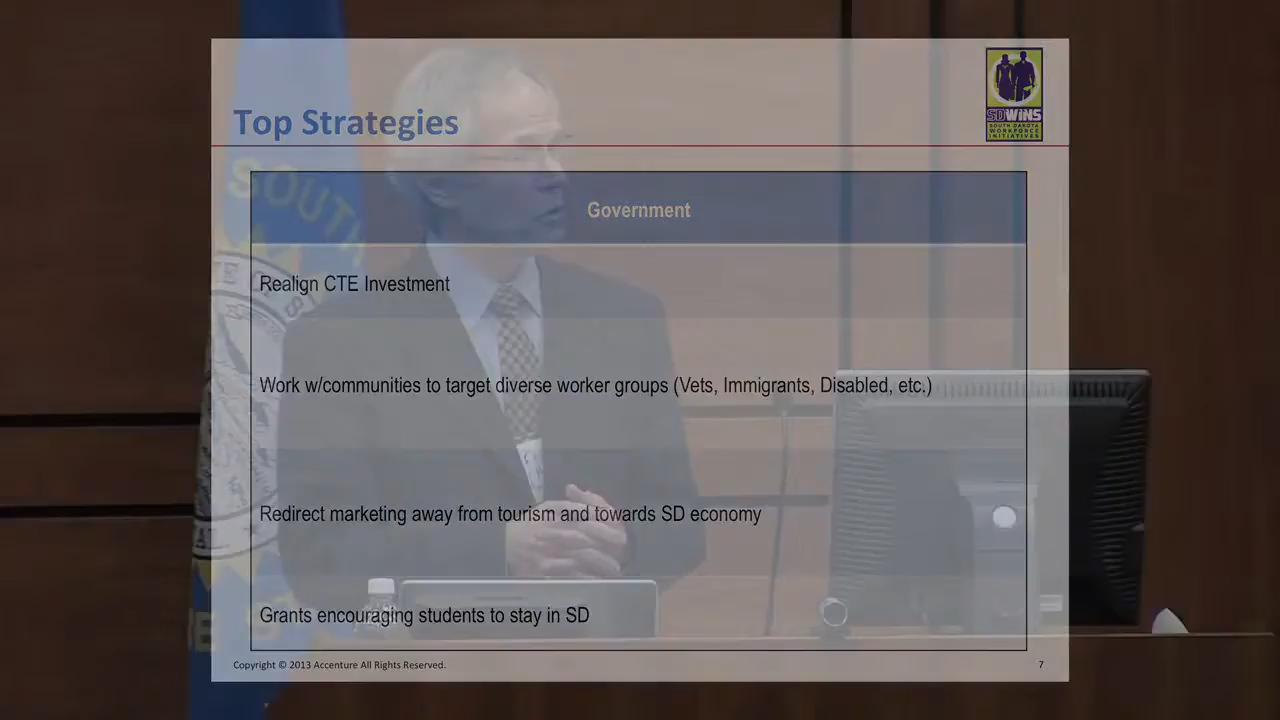 Top Strategies
SDWINS
SOUTH DAKOTA
WORKFORCE
INITIATIVES
SOUTH
Government
Realign CTE Investment
Work w/communities to target diverse worker groups (Vets, Immigrants, Disabled, etc.)
Redirect marketing away from tourism and towards SD economy
Grants encouraging students to stay in SD
Copyright © 2013 Accenture All Rights Reserved.
7